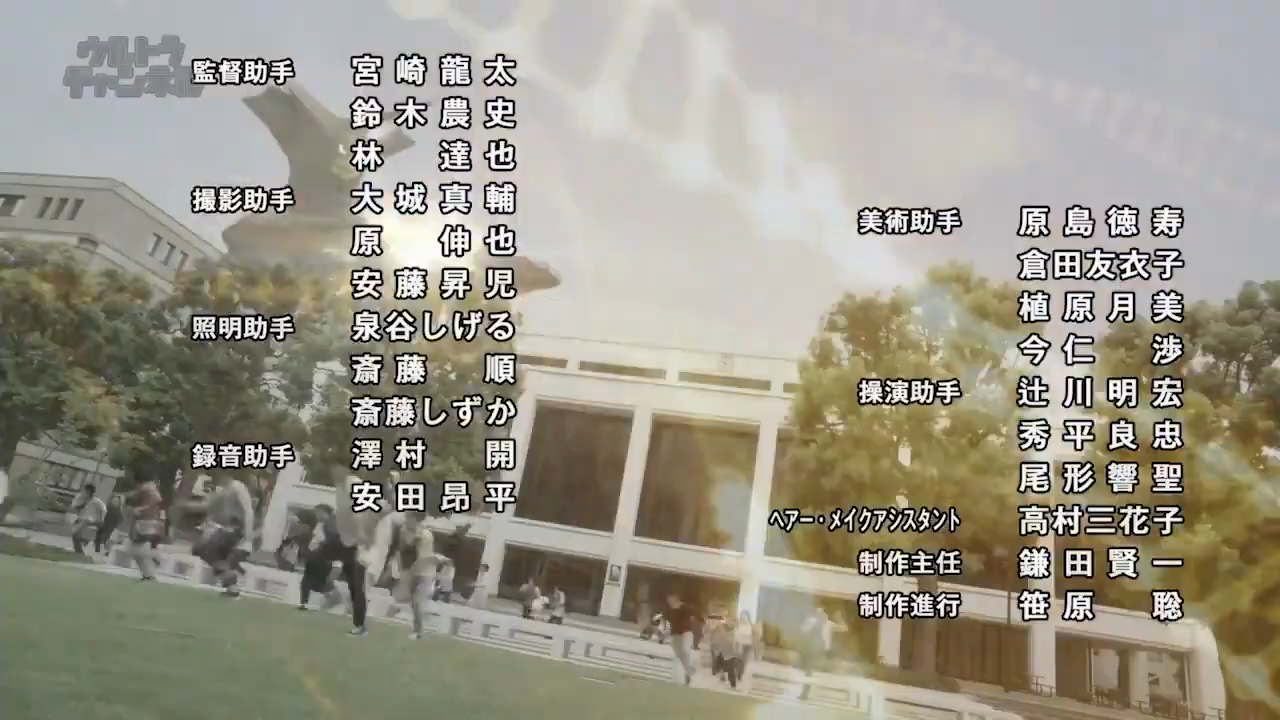 ウルトラ
チャンネル
監督助手 宮崎龍太
鈴木農史
林達也
撮影助手 大城真輔
原伸也
安藤昇児
照明助手 泉谷しげる
斎藤順
斎藤しずか
録音助手 澤村開
安田昂平
美術助手 原島徳寿
倉田友衣子
植原月美
今仁渉
操演助手 辻川明宏
秀平良忠
尾形響聖
ヘアー・メイクアシスタント 高村三花子
制作主任 鎌田賢一
制作進行 笹原聡